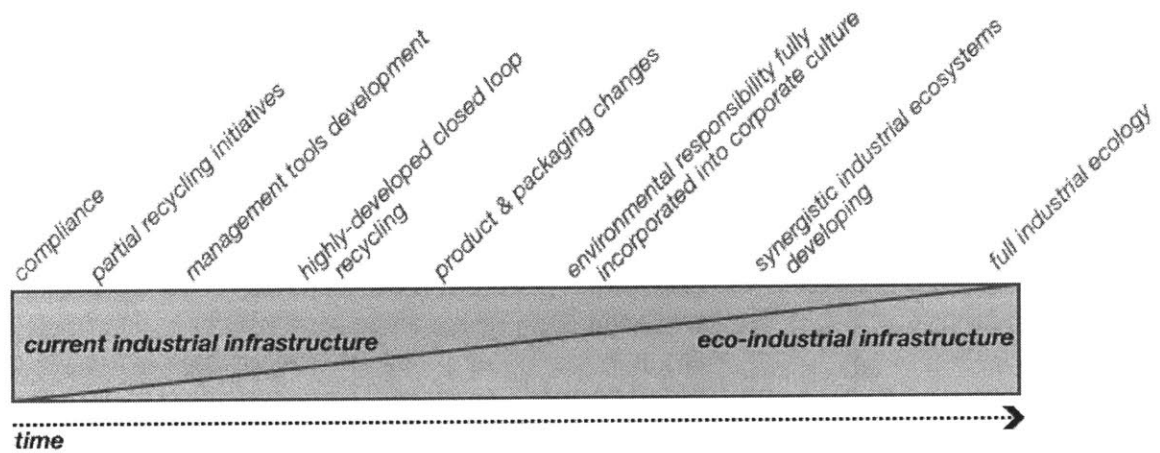 compliance
partial recycling initiatives
management tools development
highly-developed closed loop
recycling
product & packaging changes
environmental responsibility fully
incorporated into corporate culture
synergistic industrial ecosystems
developing
full industrial ecology
current industrial infrastructure
eco-industrial infrastructure
time